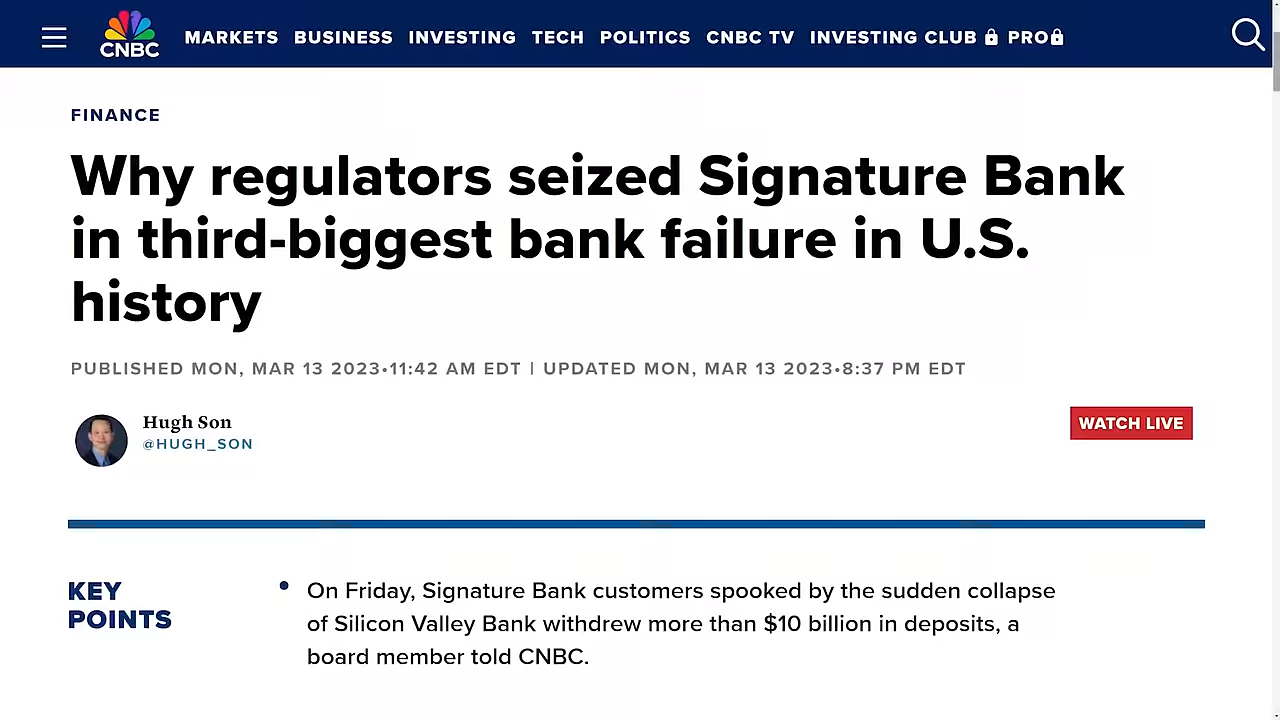 CNBC
MARKETS BUSINESS INVESTING TECH POLITICS CNBC TV INVESTING CLUB PRO
FINANCE
Why regulators seized Signature Bank
in third-biggest bank failure in U.S.
history
PUBLISHED MON, MAR 13 2023•11:42 AM EDT | UPDATED MON, MAR 13 2023•8:37 PM EDT
Hugh Son
@HUGH_SON
WATCH LIVE
KEY
POINTS
• On Friday, Signature Bank customers spooked by the sudden collapse
of Silicon Valley Bank withdrew more than $10 billion in deposits, a
board member told CNBC.